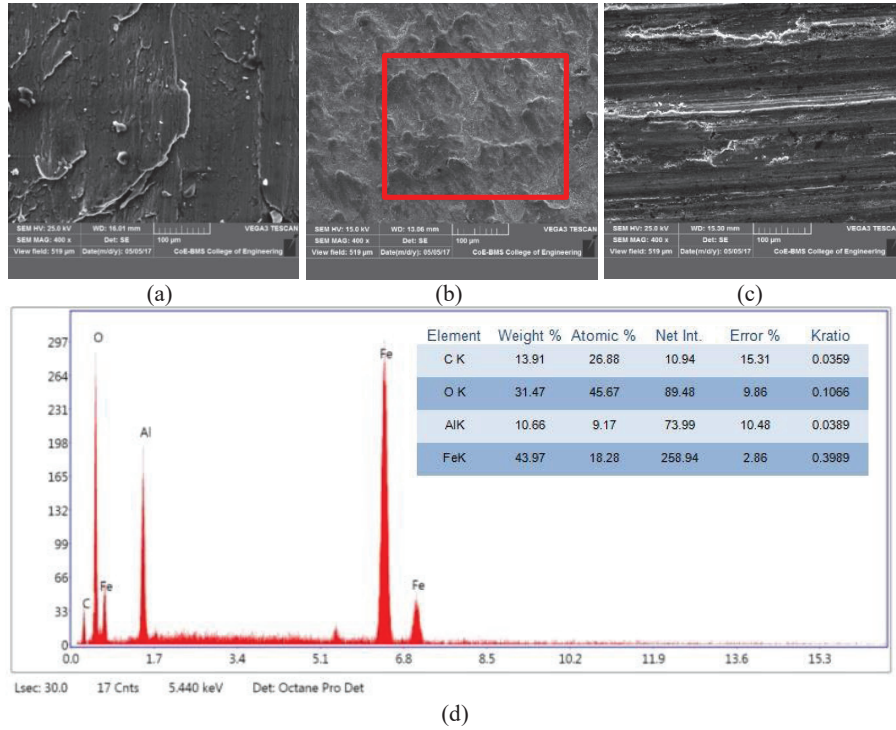 SEM HV: 25.0 kV WD: 16.01 mm VEGA3 TESCAN
SEM MAG: 400 x Det: SE 100 µm
View field: 519 µm Date(m/d/y): 05/05/17 CoE-BMS College of Engineering
(a)
SEM HV: 15.0 kV WD: 13.06 mm VEGA3 TESCAN
SEM MAG: 400 x Det: SE 100 µm
View field: 519 µm Date(m/d/y): 05/05/17 CoE-BMS College of Engineering
(b)
SEM HV: 25.0 kV WD: 15.30 mm VEGA3 TESCAN
SEM MAG: 400 x Det: SE 100 µm
View field: 519 µm Date(m/d/y): 05/05/17 CoE-BMS College of Engineering
(c)
297
264
231
198
165
132
99
66
33
0
O
Fe
Al
C
Fe
Fe
Element Weight % Atomic % Net Int. Error % Kratio
C K 13.91 26.88 10.94 15.31 0.0359
O K 31.47 45.67 89.48 9.86 0.1066
AlK 10.66 9.17 73.99 10.48 0.0389
FeK 43.97 18.28 258.94 2.86 0.3989
0.0 1.7 3.4 5.1 6.8 8.5 10.2 11.9 13.6 15.3
Lsec: 30.0 17 Cnts 5.440 keV Det: Octane Pro Det
(d)